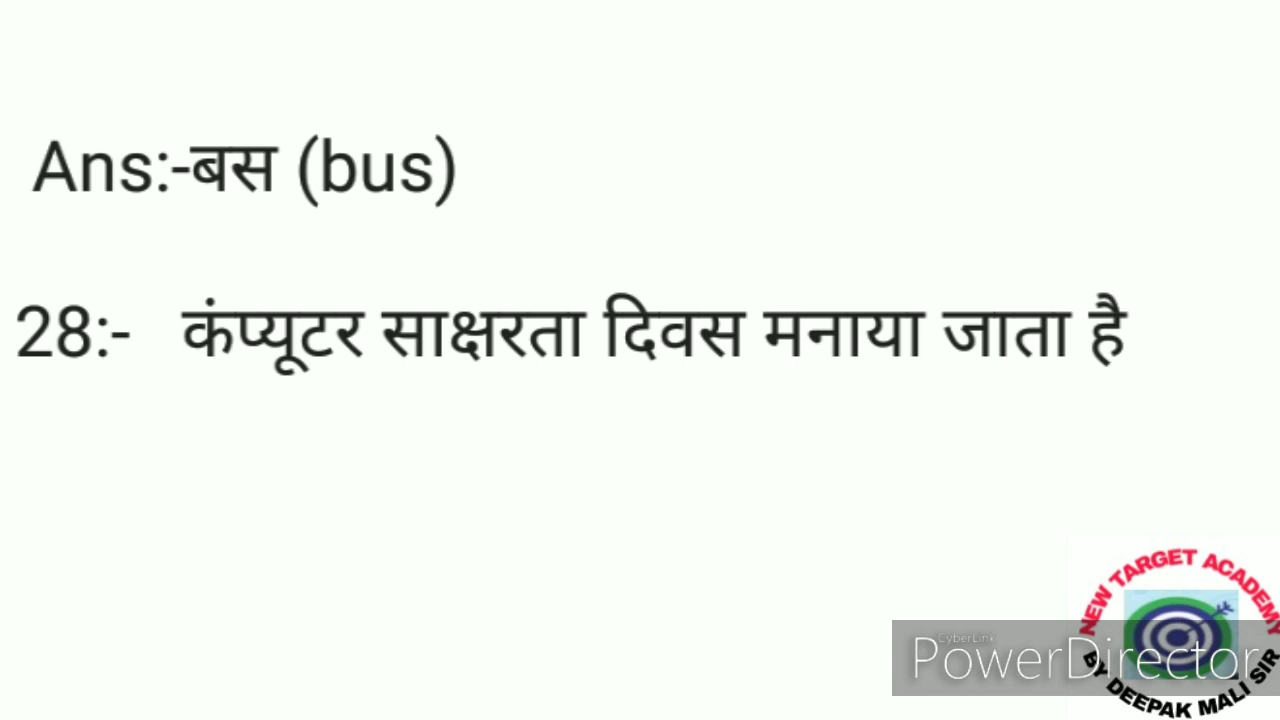 Ans:-बस (bus)
28:- कंप्यूटर साक्षरता दिवस मनाया जाता है
NEW TARGET ACADEMY
CyberLink
PowerDirector
BY DEEPAK MALI SIR